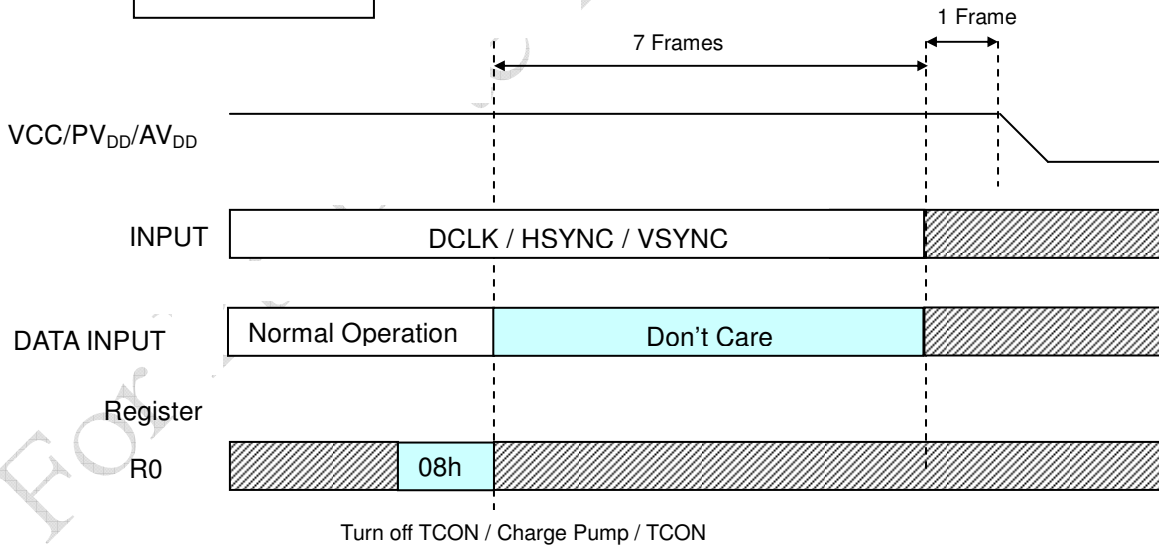 1 Frame
7 Frames
VCC/PVDD/AVDD
INPUT
DCLK / HSYNC / VSYNC
DATA INPUT
Normal Operation
Don't Care
Register
R0
08h
Turn off TCON / Charge Pump / TCON
For